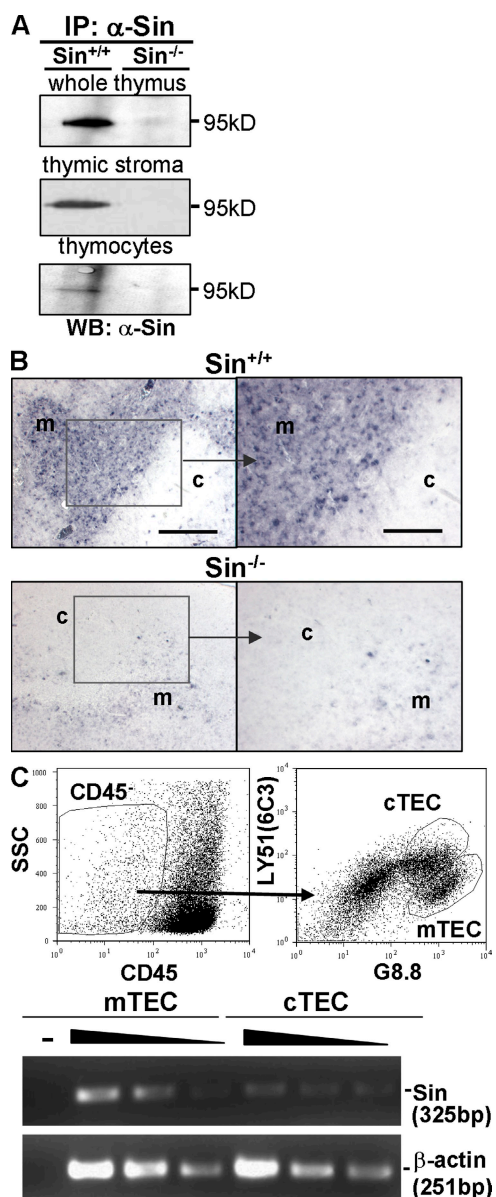 A
IP: α-Sin
Sin+/+ Sin-/-
whole thymus
95kD
thymic stroma
95kD
thymocytes
95kD
WB: α-Sin
B
Sin+/+
m
c
m
c
Sin-/-
c
m
c
m
C
CD45-
SSC
1000
800
600
400
200
0
10^0 10^1 10^2 10^3 10^4
CD45
LY51(6C3)
10^4
10^3
10^2
10^1
10^0
cTEC
mTEC
10^0 10^1 10^2 10^3 10^4
G8.8
mTEC cTEC
-
-Sin
(325bp)
-β-actin
(251bp)